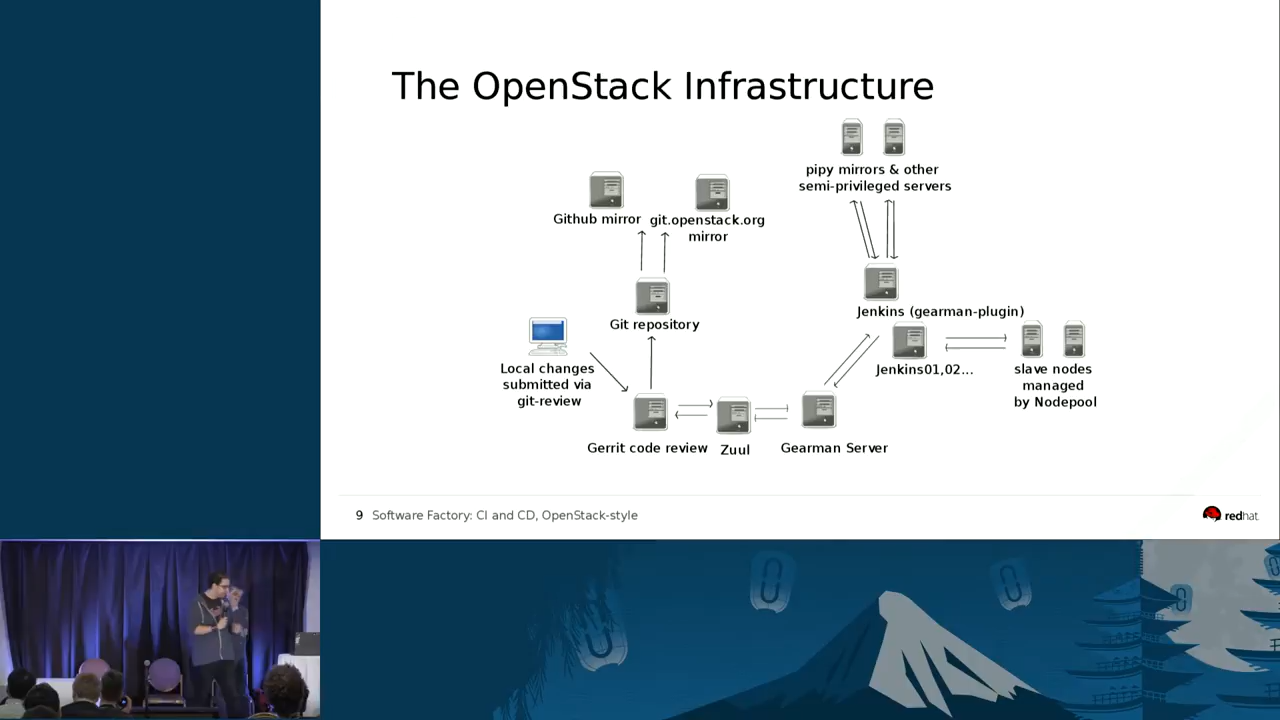 The OpenStack Infrastructure
pipy mirrors & other
semi-privileged servers
Github mirror
git.openstack.org
mirror
Git repository
Jenkins (gearman-plugin)
Local changes
submitted via
git-review
Jenkins01,02...
slave nodes
managed
by Nodepool
Gerrit code review
Zuul
Gearman Server
9 Software Factory: CI and CD, OpenStack-style
redhat